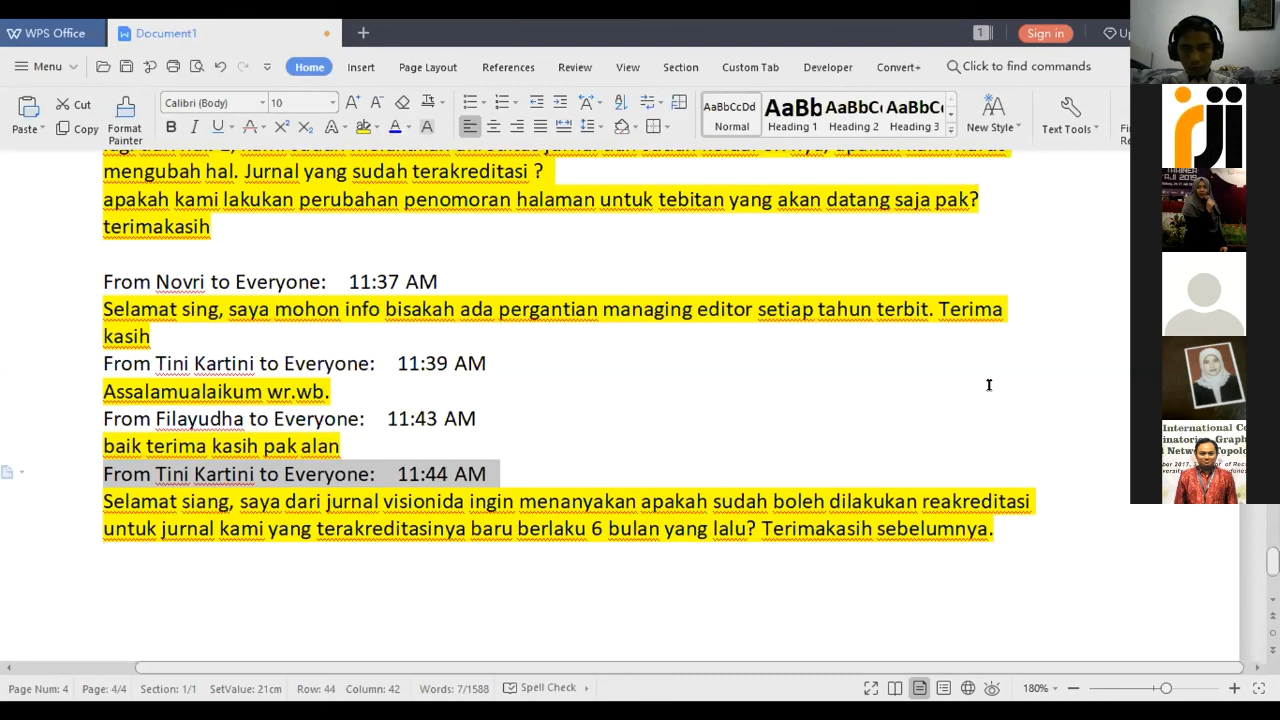 WPS Office
Document1
1
Sign in
Up
Menu
Home
Insert
Page Layout
References
Review
View
Section
Custom Tab
Developer
Convert+
Click to find commands
Paste
Cut
Copy
Format
Painter
Calibri (Body)
10
AaBbCcDd
Normal
AaBb
Heading 1
AaBbC
Heading 2
AaBbC
Heading 3
New Style
Text Tools
mengubah hal. Jurnal yang sudah terakreditasi ?
apakah kami lakukan perubahan penomoran halaman untuk tebitan yang akan datang saja pak?
terimakasih
From Novri to Everyone: 11:37 AM
Selamat sing, saya mohon info bisakah ada pergantian managing editor setiap tahun terbit. Terima
kasih
From Tini Kartini to Everyone: 11:39 AM
Assalamualaikum wr.wb.
From Filayudha to Everyone: 11:43 AM
baik terima kasih pak alan
From Tini Kartini to Everyone: 11:44 AM
Selamat siang, saya dari jurnal visionida ingin menanyakan apakah sudah boleh dilakukan reakreditasi
untuk jurnal kami yang terakreditasinya baru berlaku 6 bulan yang lalu? Terimakasih sebelumnya.
rji
International Co
Page Num: 4
Page: 4/4
Section: 1/1
SetValue: 21cm
Row: 44
Column: 42
Words: 7/1588
Spell Check
180%